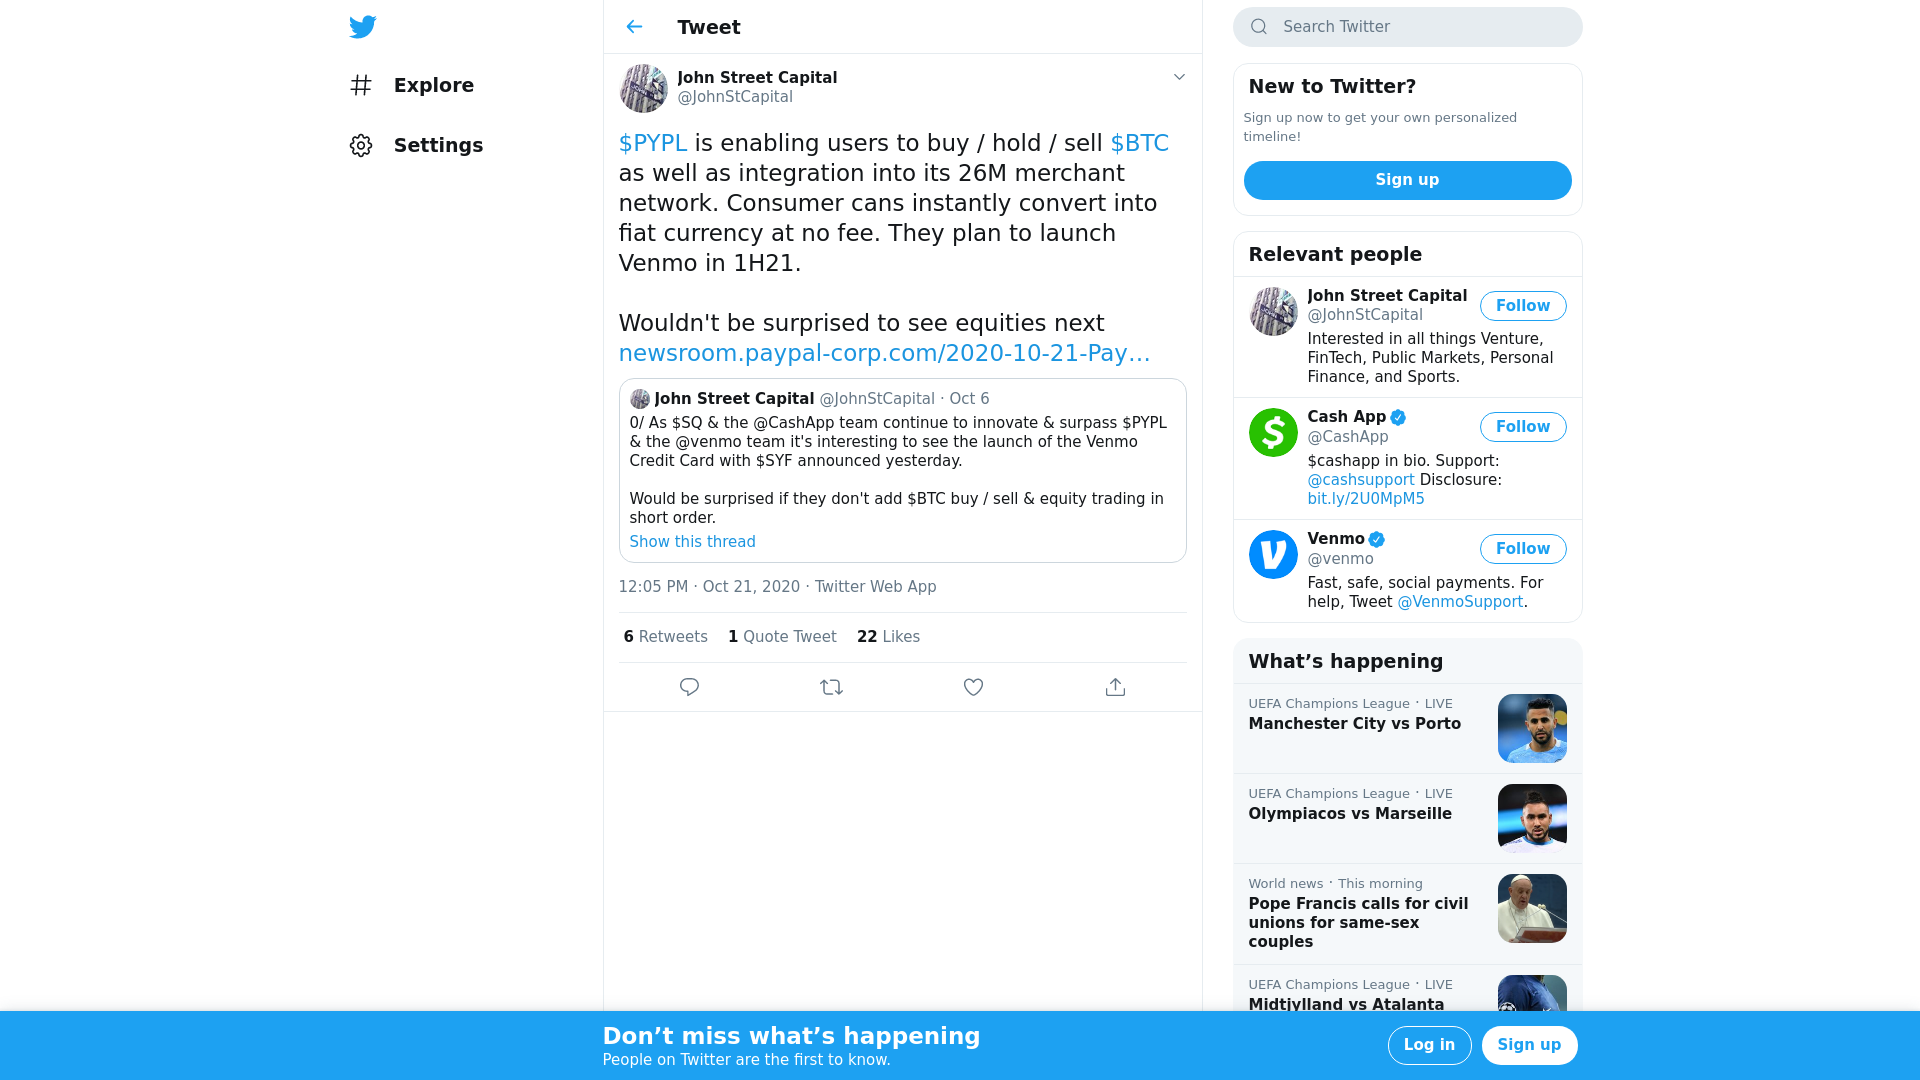 Explore
Settings
Tweet
John Street Capital
@JohnStCapital
$PYPL is enabling users to buy / hold / sell $BTC
as well as integration into its 26M merchant
network. Consumer cans instantly convert into
fiat currency at no fee. They plan to launch
Venmo in 1H21.
Wouldn't be surprised to see equities next
newsroom.paypal-corp.com/2020-10-21-Pay…
John Street Capital @JohnStCapital · Oct 6
0/ As $SQ & the @CashApp team continue to innovate & surpass $PYPL
& the @venmo team it's interesting to see the launch of the Venmo
Credit Card with $SYF announced yesterday.
Would be surprised if they don't add $BTC buy / sell & equity trading in
short order.
Show this thread
12:05 PM · Oct 21, 2020 · Twitter Web App
6 Retweets 1 Quote Tweet 22 Likes
Search Twitter
New to Twitter?
Sign up now to get your own personalized
timeline!
Sign up
Relevant people
John Street Capital
@JohnStCapital
Follow
Interested in all things Venture,
FinTech, Public Markets, Personal
Finance, and Sports.
Cash App
@CashApp
Follow
$cashapp in bio. Support:
@cashsupport Disclosure:
bit.ly/2U0MpM5
Venmo
@venmo
Follow
Fast, safe, social payments. For
help, Tweet @VenmoSupport.
What’s happening
UEFA Champions League · LIVE
Manchester City vs Porto
UEFA Champions League · LIVE
Olympiacos vs Marseille
World news · This morning
Pope Francis calls for civil
unions for same-sex
couples
UEFA Champions League · LIVE
Midtjylland vs Atalanta
Don’t miss what’s happening
People on Twitter are the first to know.
Log in
Sign up